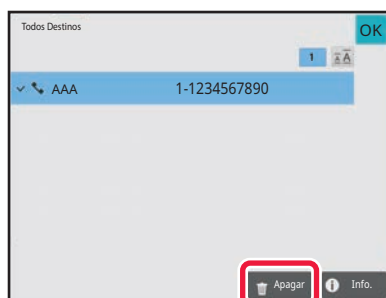 Todos Destinos
OK
1 A A
AAA 1-1234567890
Apagar i Info.